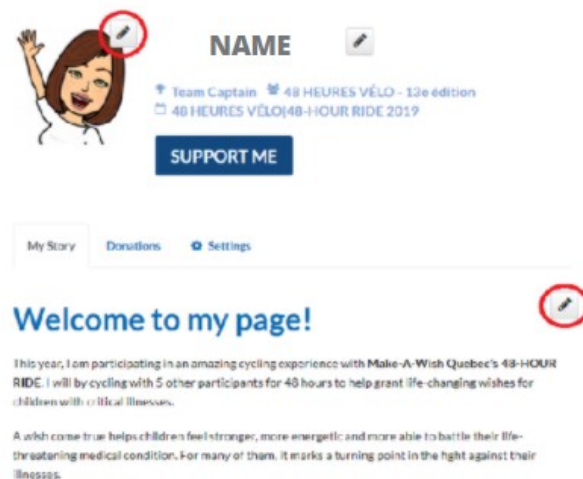 NAME
Team Captain 48 HEURES VÉLO - 13e édition
48 HEURES VÉLO|48-HOUR RIDE 2019
SUPPORT ME
My Story Donations Settings
Welcome to my page!
This year, I am participating in an amazing cycling experience with Make-A-Wish Quebec's 48-HOUR
RIDE. I will by cycling with 5 other participants for 48 hours to help grant life-changing wishes for
children with critical illnesses.
A wish come true helps children feel stronger, more energetic and more able to battle their life-
threatening medical condition. For many of them, it marks a turning point in the fight against their
illnesses.